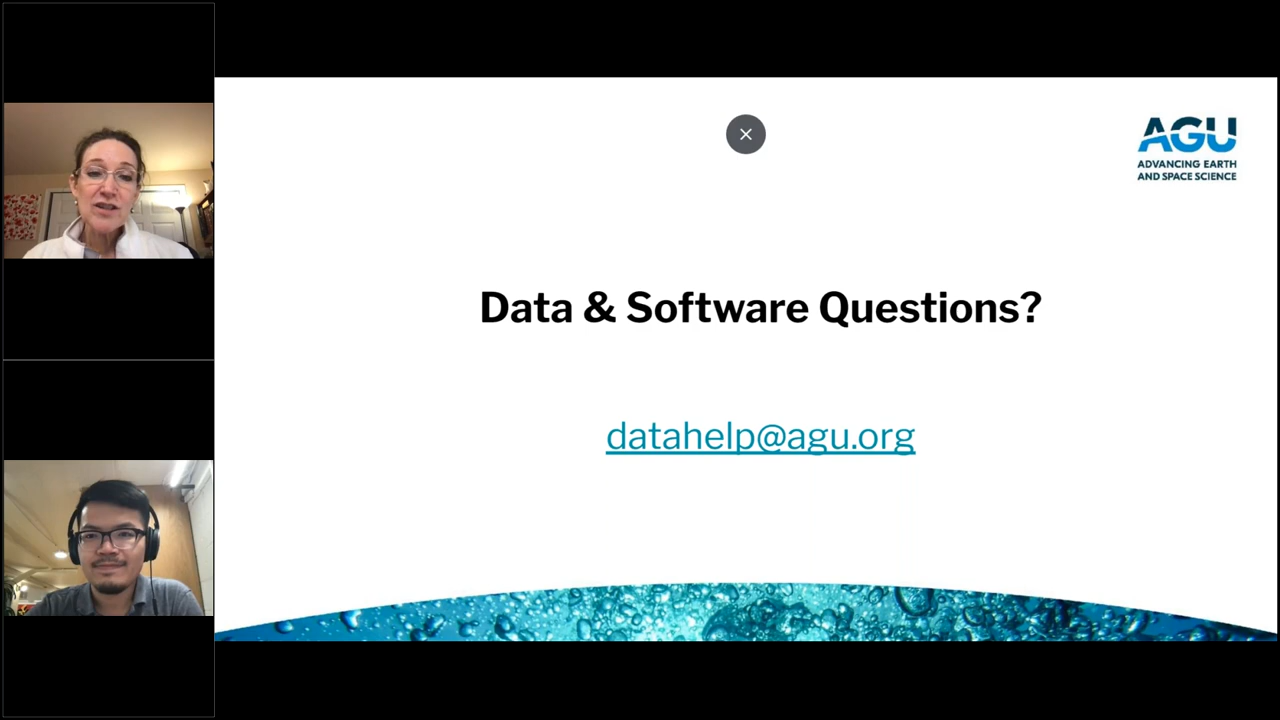 AGU
ADVANCING EARTH
AND SPACE SCIENCE
Data & Software Questions?
datahelp@agu.org